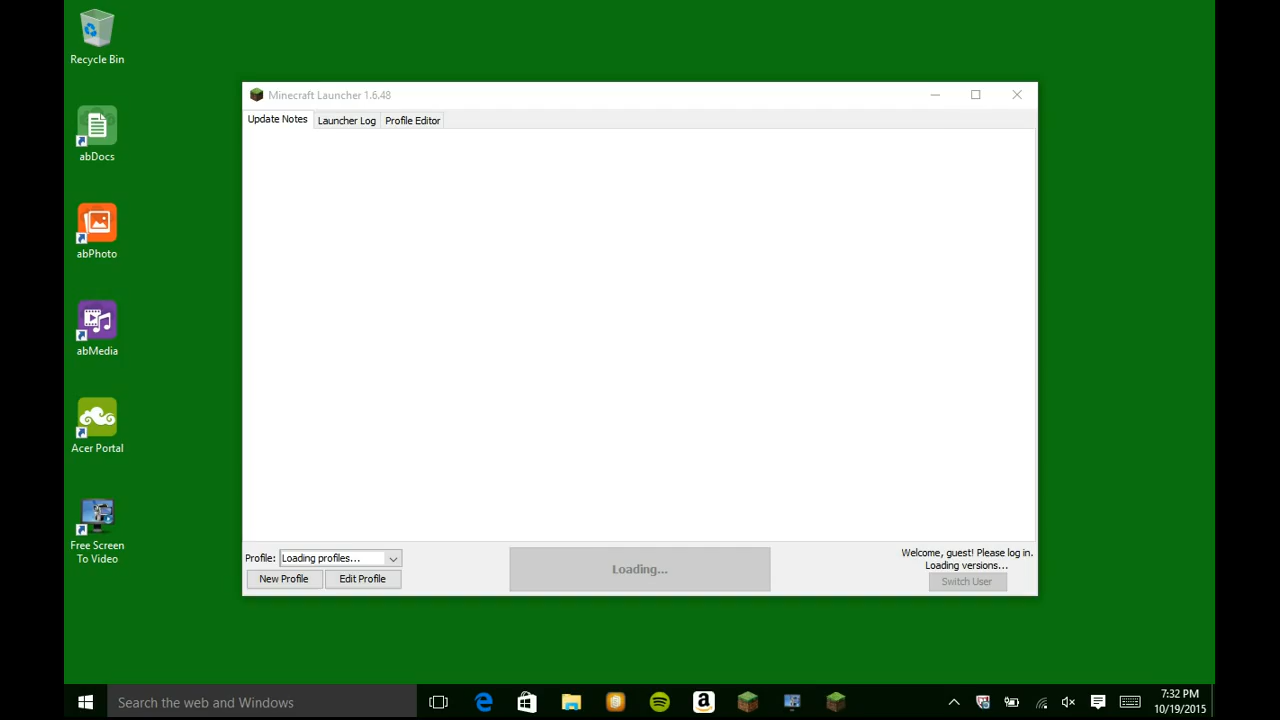 Recycle Bin
abDocs
abPhoto
abMedia
Acer Portal
Free Screen
To Video
Minecraft Launcher 1.6.48
Update Notes
Launcher Log
Profile Editor
Profile:
Loading profiles...
New Profile
Edit Profile
Loading...
Welcome, guest! Please log in.
Loading versions...
Switch User
Search the web and Windows
7:32 PM
10/19/2015